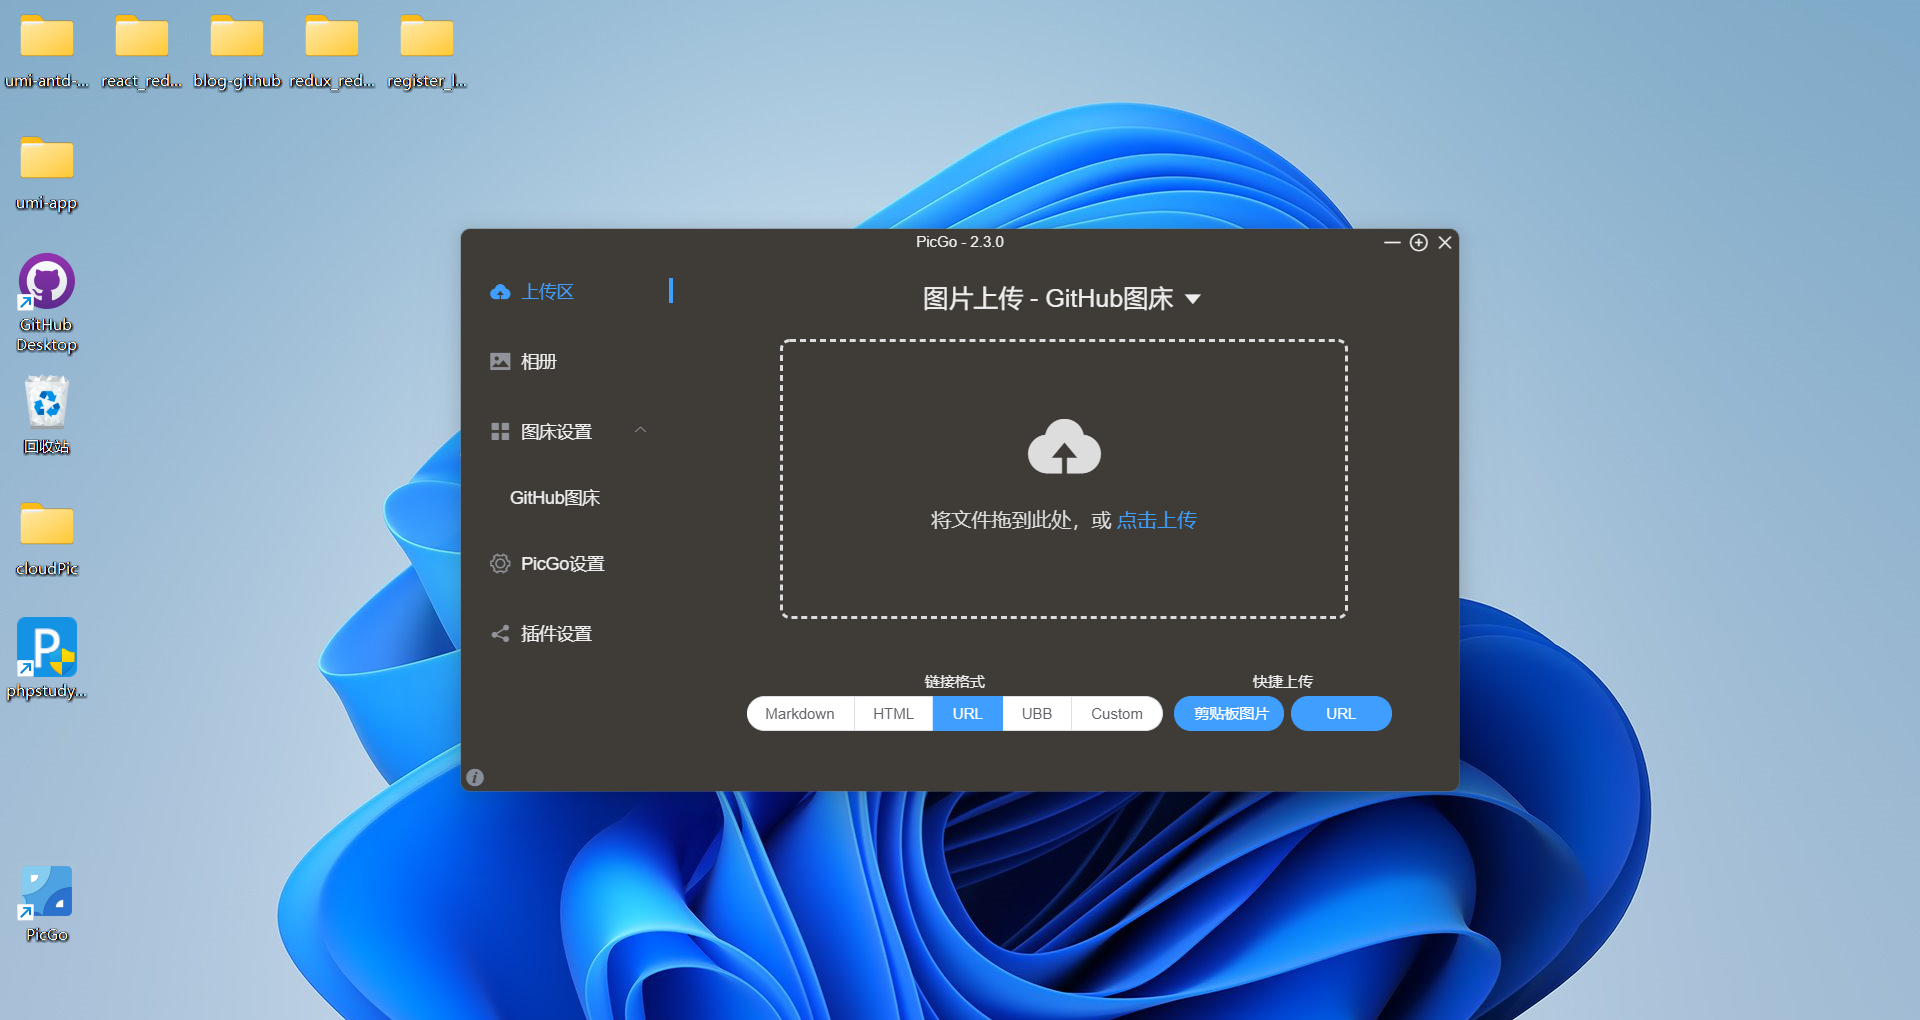 umi-antd-...
react_red...
blog-github
redux_red...
register_l...
umi-app
GitHub
Desktop
回收站
cloudPic
phpstudy...
PicGo
PicGo - 2.3.0
上传区
相册
图床设置
GitHub图床
PicGo设置
插件设置
图片上传 - GitHub图床
将文件拖到此处，或 点击上传
链接格式
快捷上传
Markdown
HTML
URL
UBB
Custom
剪贴板图片
URL